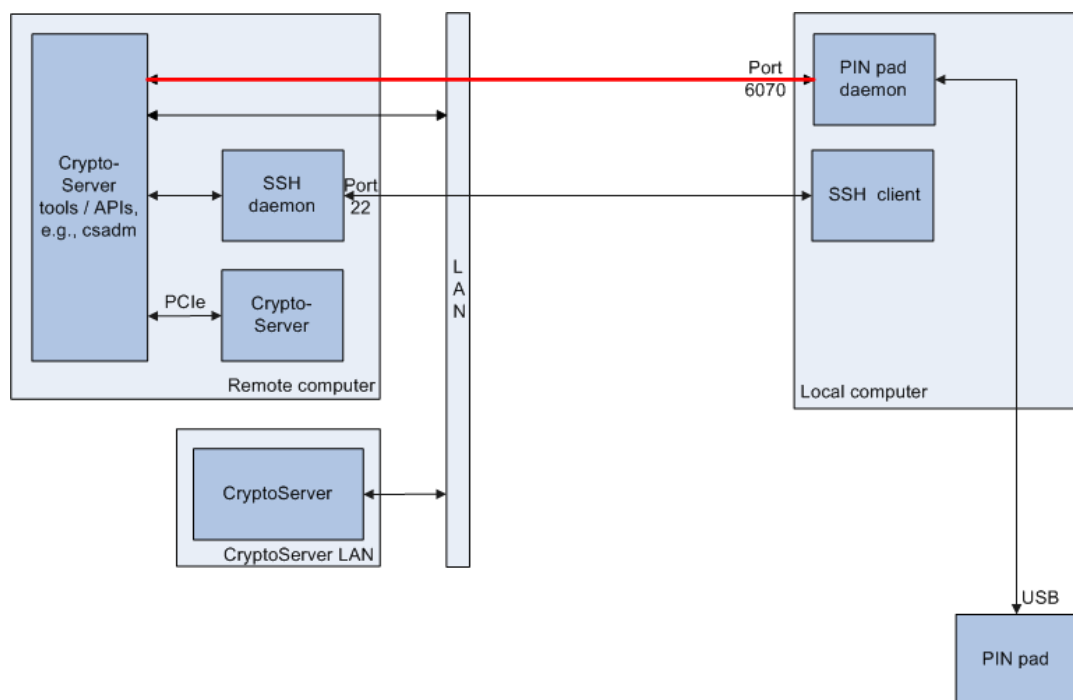 Crypto-
Server
tools / APIs,
e.g., csadm
Port
6070
PIN pad
daemon
SSH
daemon
Port
22
SSH client
L
A
N
PCIe
Crypto-
Server
Remote computer
Local computer
CryptoServer
CryptoServer LAN
USB
PIN pad